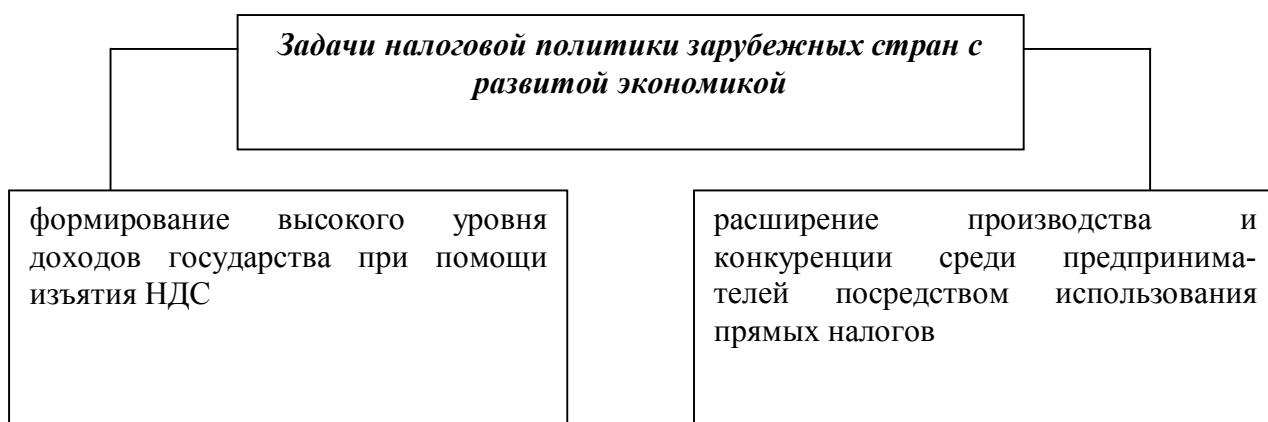 Задачи налоговой политики зарубежных стран с
развитой экономикой
формирование высокого уровня
доходов государства при помощи
изъятия НДС
расширение производства и
конкуренции среди предпринима-
телей посредством использования
прямых налогов